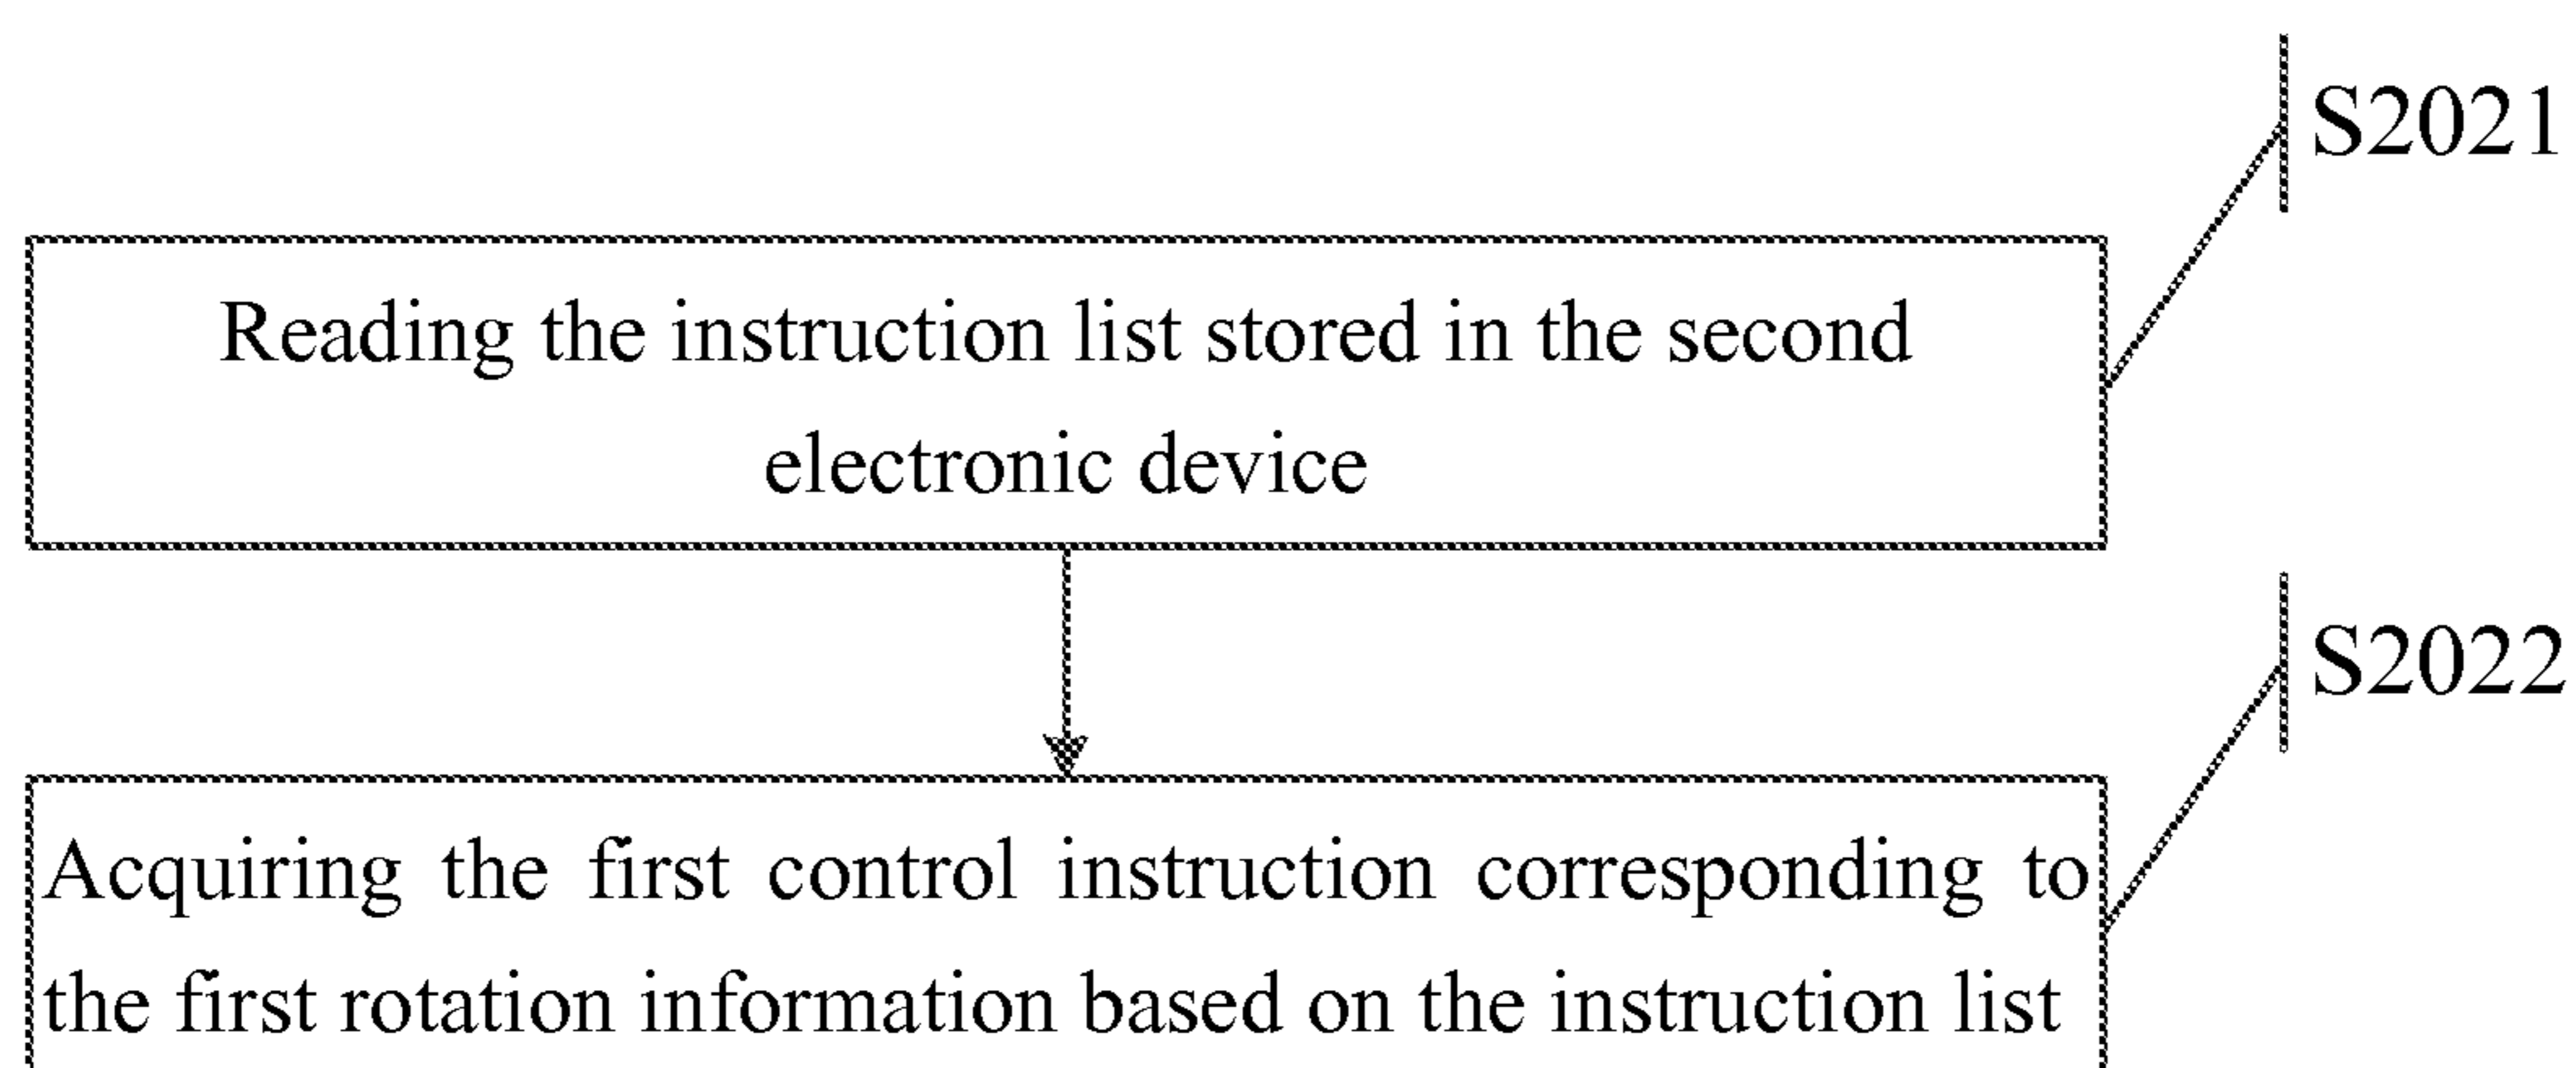 S2021
Reading the instruction list stored in the second
electronic device
S2022
Acquiring the first control instruction corresponding to
the first rotation information based on the instruction list